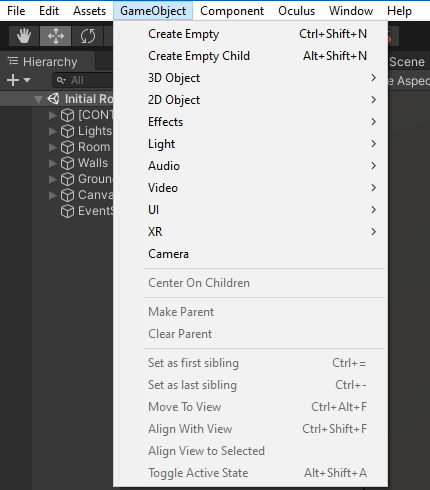 File Edit Assets GameObject Component Oculus Window Help
Hierarchy
Scene
All
Aspec
Initial Ro
[CONT
Lights
Room
Walls
Groun
Canva
EventS
Create Empty Ctrl+Shift+N
Create Empty Child Alt+Shift+N
3D Object
2D Object
Effects
Light
Audio
Video
UI
XR
Camera
Center On Children
Make Parent
Clear Parent
Set as first sibling Ctrl+=
Set as last sibling Ctrl+-
Move To View Ctrl+Alt+F
Align With View Ctrl+Shift+F
Align View to Selected
Toggle Active State Alt+Shift+A